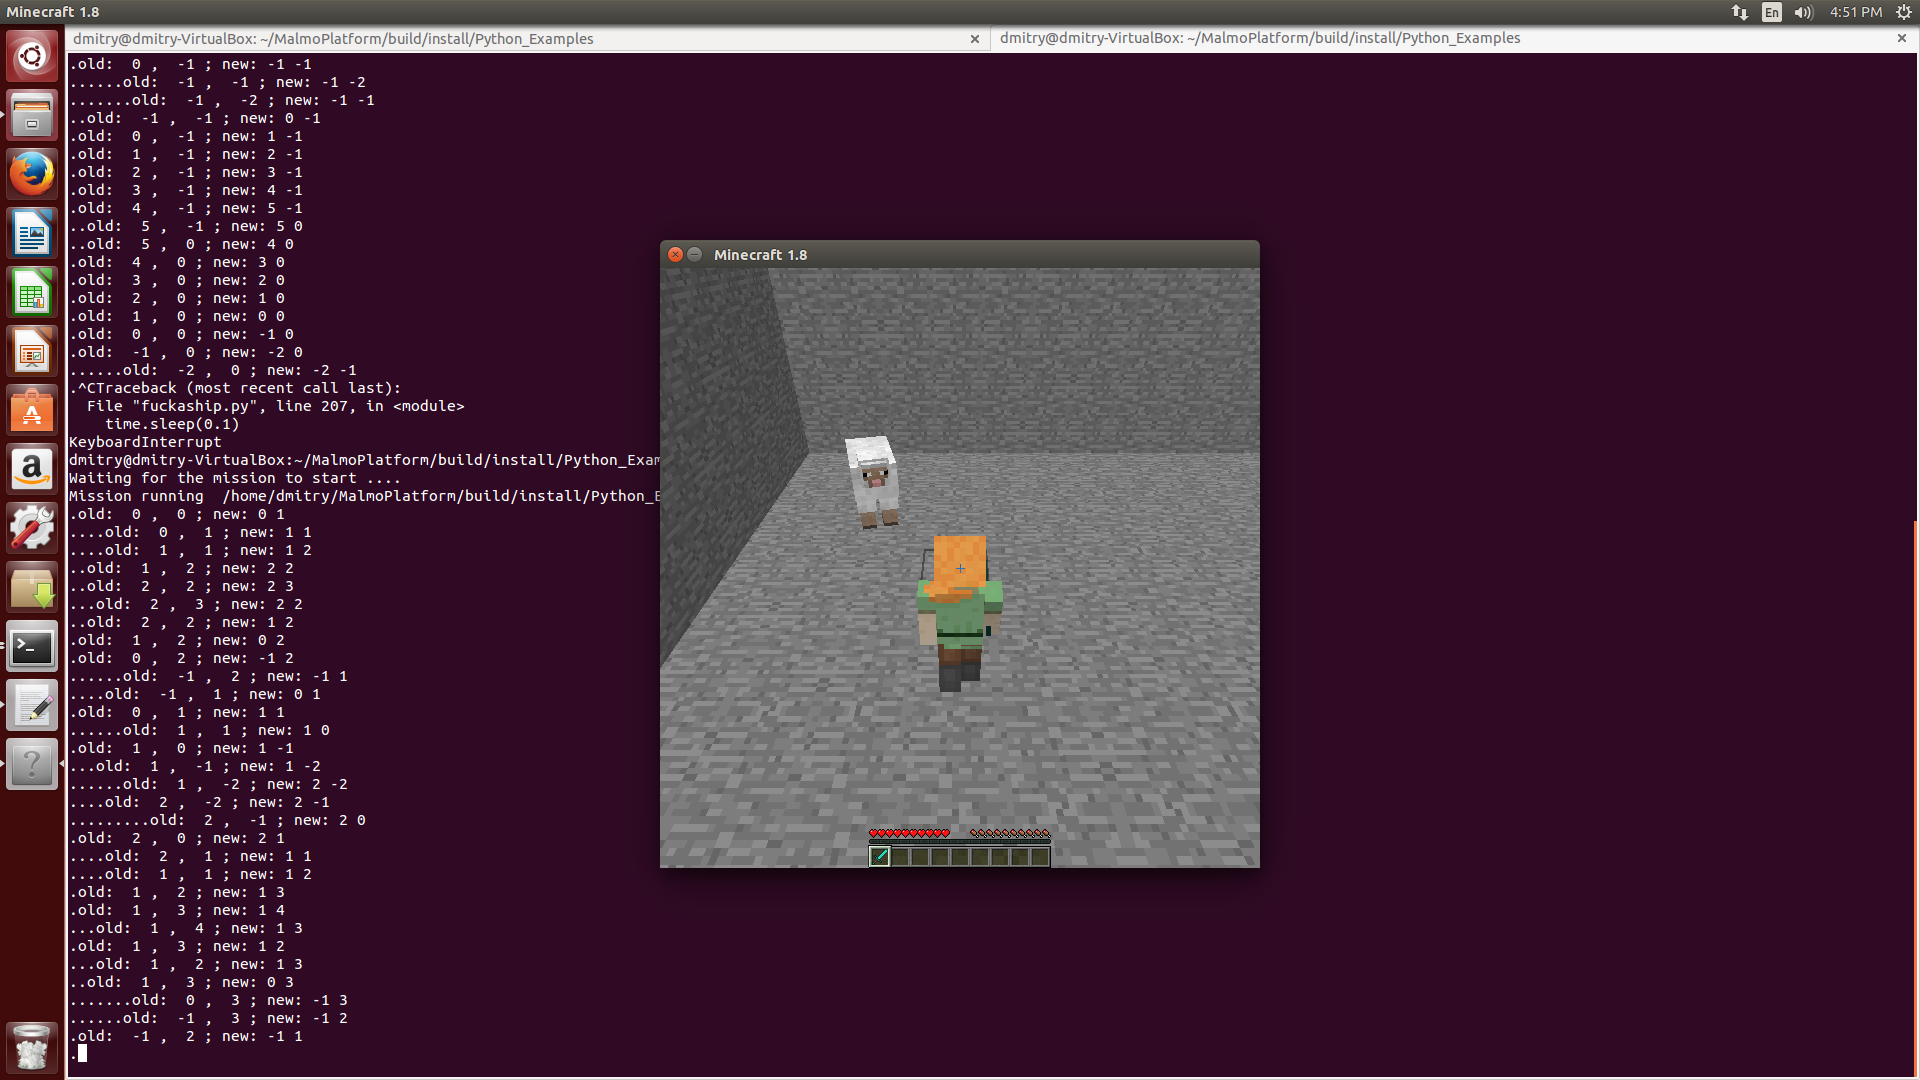 Minecraft 1.8
En
4:51 PM
dmitry@dmitry-VirtualBox: ~/MalmoPlatform/build/install/Python_Examples
dmitry@dmitry-VirtualBox: ~/MalmoPlatform/build/install/Python_Examples
.old:  0 ,  -1 ; new: -1 -1
......old:  -1 ,  -1 ; new: -1 -2
.......old:  -1 ,  -2 ; new: -1 -1
..old:  -1 ,  -1 ; new: 0 -1
.old:  0 ,  -1 ; new: 1 -1
.old:  1 ,  -1 ; new: 2 -1
.old:  2 ,  -1 ; new: 3 -1
.old:  3 ,  -1 ; new: 4 -1
.old:  4 ,  -1 ; new: 5 -1
..old:  5 ,  -1 ; new: 5 0
..old:  5 ,  0 ; new: 4 0
.old:  4 ,  0 ; new: 3 0
.old:  3 ,  0 ; new: 2 0
.old:  2 ,  0 ; new: 1 0
.old:  1 ,  0 ; new: 0 0
.old:  0 ,  0 ; new: -1 0
.old:  -1 ,  0 ; new: -2 0
......old:  -2 ,  0 ; new: -2 -1
.^CTraceback (most recent call last):
  File "fuckaship.py", line 207, in <module>
    time.sleep(0.1)
KeyboardInterrupt
dmitry@dmitry-VirtualBox:~/MalmoPlatform/build/install/Python_Exam
Waiting for the mission to start ....
Mission running  /home/dmitry/MalmoPlatform/build/install/Python_E
.old:  0 ,  0 ; new: 0 1
....old:  0 ,  1 ; new: 1 1
....old:  1 ,  1 ; new: 1 2
..old:  1 ,  2 ; new: 2 2
..old:  2 ,  2 ; new: 2 3
...old:  2 ,  3 ; new: 2 2
..old:  2 ,  2 ; new: 1 2
.old:  1 ,  2 ; new: 0 2
.old:  0 ,  2 ; new: -1 2
......old:  -1 ,  2 ; new: -1 1
....old:  -1 ,  1 ; new: 0 1
.old:  0 ,  1 ; new: 1 1
......old:  1 ,  1 ; new: 1 0
.old:  1 ,  0 ; new: 1 -1
...old:  1 ,  -1 ; new: 1 -2
......old:  1 ,  -2 ; new: 2 -2
....old:  2 ,  -2 ; new: 2 -1
.........old:  2 ,  -1 ; new: 2 0
.old:  2 ,  0 ; new: 2 1
....old:  2 ,  1 ; new: 1 1
....old:  1 ,  1 ; new: 1 2
.old:  1 ,  2 ; new: 1 3
.old:  1 ,  3 ; new: 1 4
...old:  1 ,  4 ; new: 1 3
.old:  1 ,  3 ; new: 1 2
...old:  1 ,  2 ; new: 1 3
..old:  1 ,  3 ; new: 0 3
.......old:  0 ,  3 ; new: -1 3
......old:  -1 ,  3 ; new: -1 2
.old:  -1 ,  2 ; new: -1 1
.
Minecraft 1.8